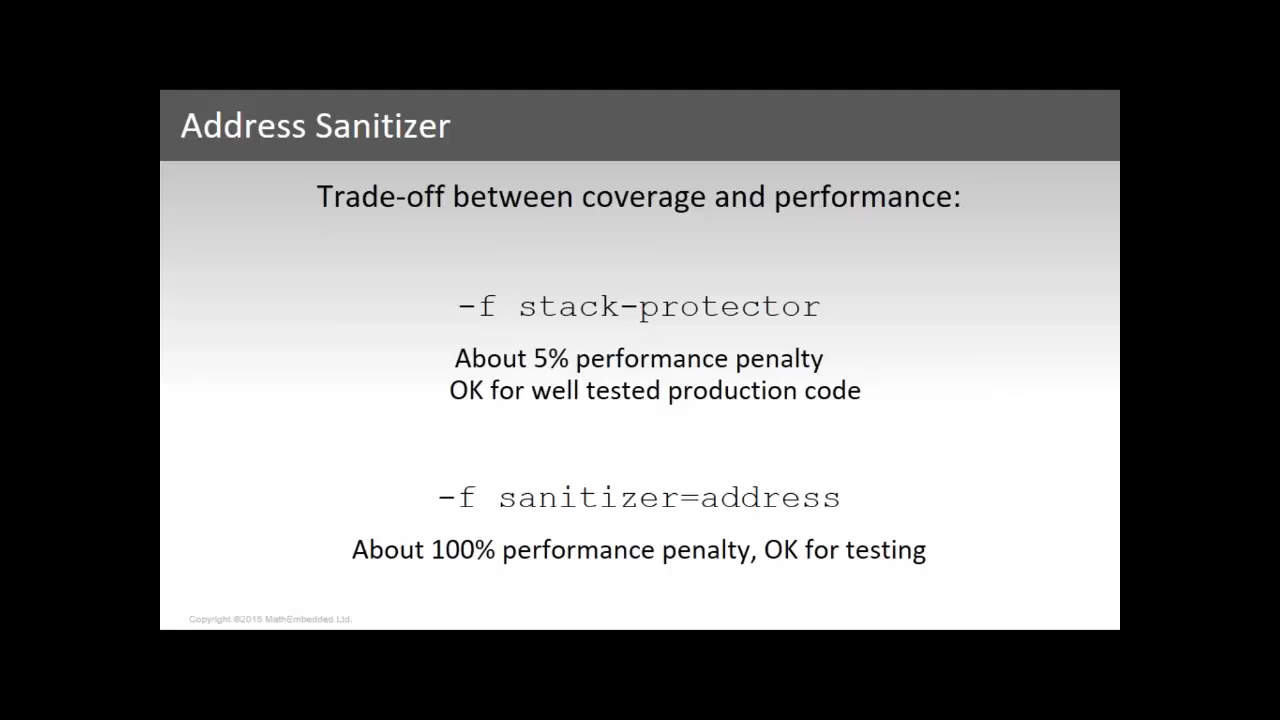 Address Sanitizer
Trade-off between coverage and performance:
-f stack-protector
About 5% performance penalty
OK for well tested production code
-f sanitizer=address
About 100% performance penalty, OK for testing
Copyright ©2015 MathEmbedded Ltd.